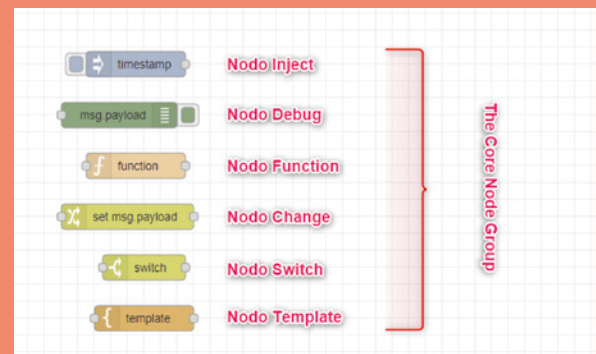 timestamp
Nodo Inject
msg.payload
Nodo Debug
function
Nodo Function
set msg.payload
Nodo Change
switch
Nodo Switch
template
Nodo Template
The Core Node Group